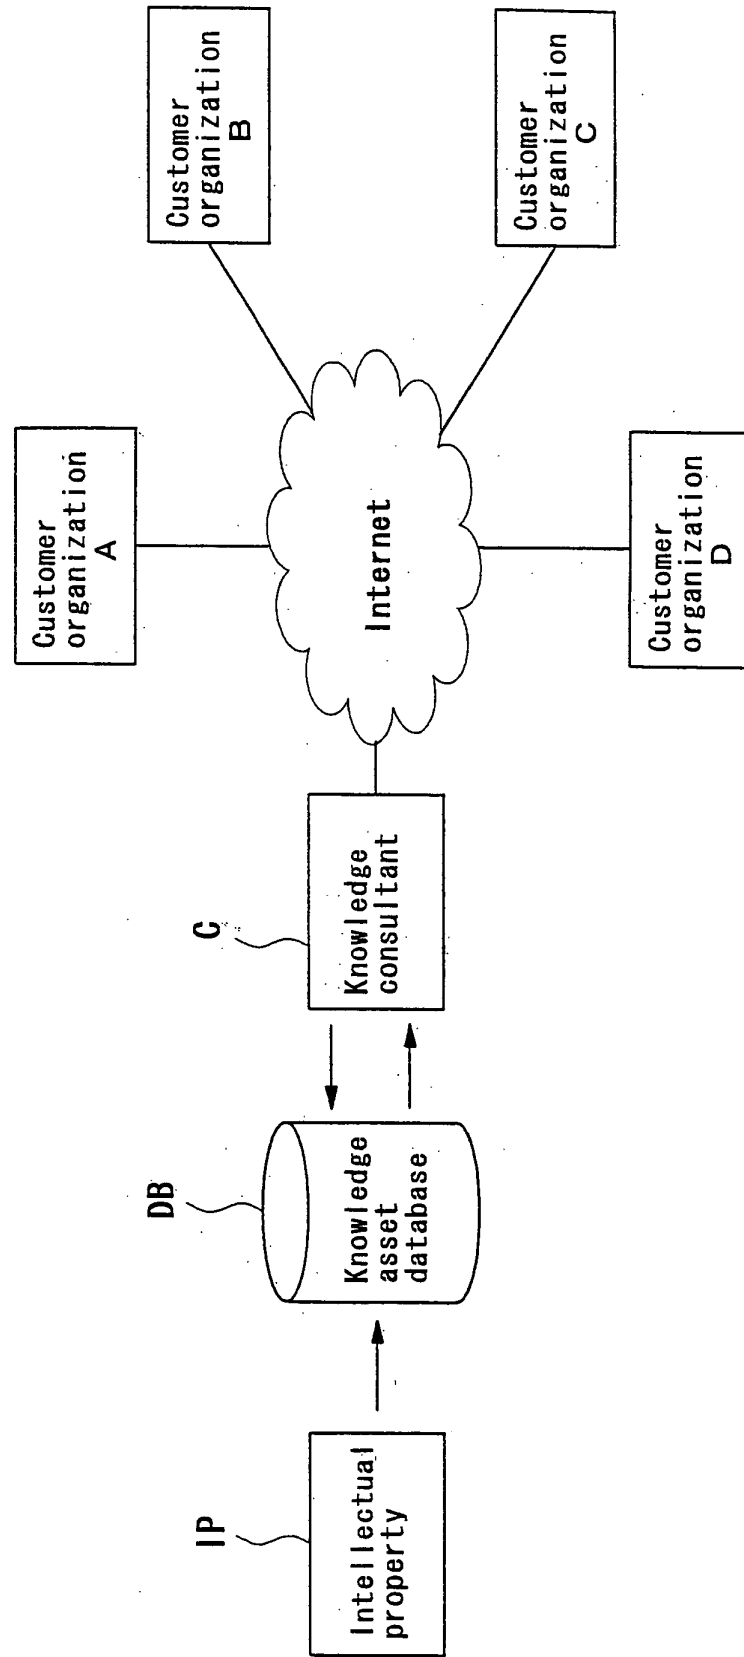 IP
Intellectual
property
DB
Knowledge
asset
database
C
Knowledge
consultant
Internet
Customer
organization
A
Customer
organization
B
Customer
organization
C
Customer
organization
D